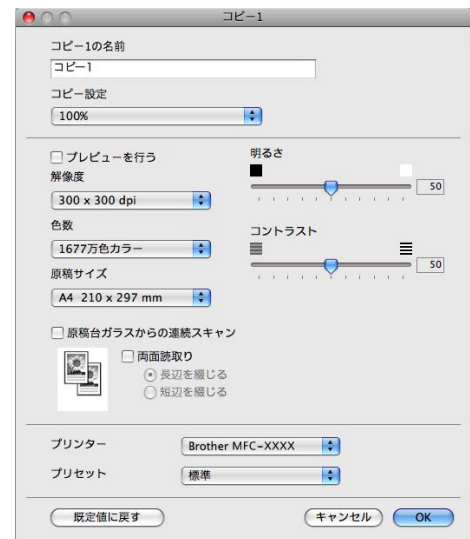 コピー1
コピー1の名前
コピー1
コピー設定
100%
プレビューを行う
解像度
300 x 300 dpi
色数
1677万色カラー
原稿サイズ
A4 210 x 297 mm
明るさ
50
コントラスト
50
原稿台ガラスからの連続スキャン
両面読取り
長辺を綴じる
短辺を綴じる
プリンター
Brother MFC-XXXX
プリセット
標準
既定値に戻す
キャンセル
OK